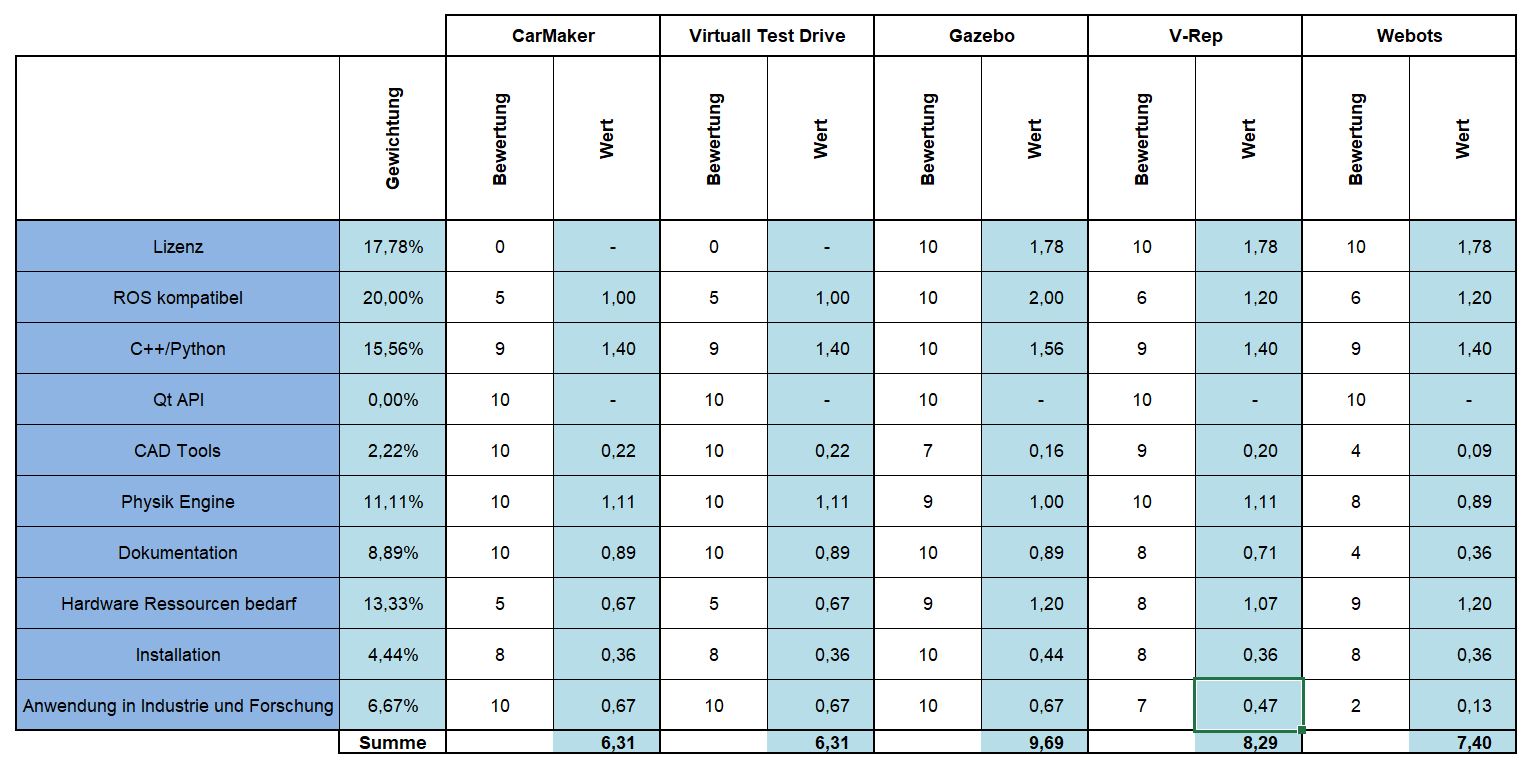 CarMaker Virtuall Test Drive Gazebo V-Rep Webots
Gewichtung Bewertung Wert Bewertung Wert Bewertung Wert Bewertung Wert Bewertung Wert
Lizenz 17,78% 0 - 0 - 10 1,78 10 1,78 10 1,78
ROS kompatibel 20,00% 5 1,00 5 1,00 10 2,00 6 1,20 6 1,20
C++/Python 15,56% 9 1,40 9 1,40 10 1,56 9 1,40 9 1,40
Qt API 0,00% 10 - 10 - 10 - 10 - 10 -
CAD Tools 2,22% 10 0,22 10 0,22 7 0,16 9 0,20 4 0,09
Physik Engine 11,11% 10 1,11 10 1,11 9 1,00 10 1,11 8 0,89
Dokumentation 8,89% 10 0,89 10 0,89 10 0,89 8 0,71 4 0,36
Hardware Ressourcen bedarf 13,33% 5 0,67 5 0,67 9 1,20 8 1,07 9 1,20
Installation 4,44% 8 0,36 8 0,36 10 0,44 8 0,36 8 0,36
Anwendung in Industrie und Forschung 6,67% 10 0,67 10 0,67 10 0,67 7 0,47 2 0,13
Summe 6,31 6,31 9,69 8,29 7,40